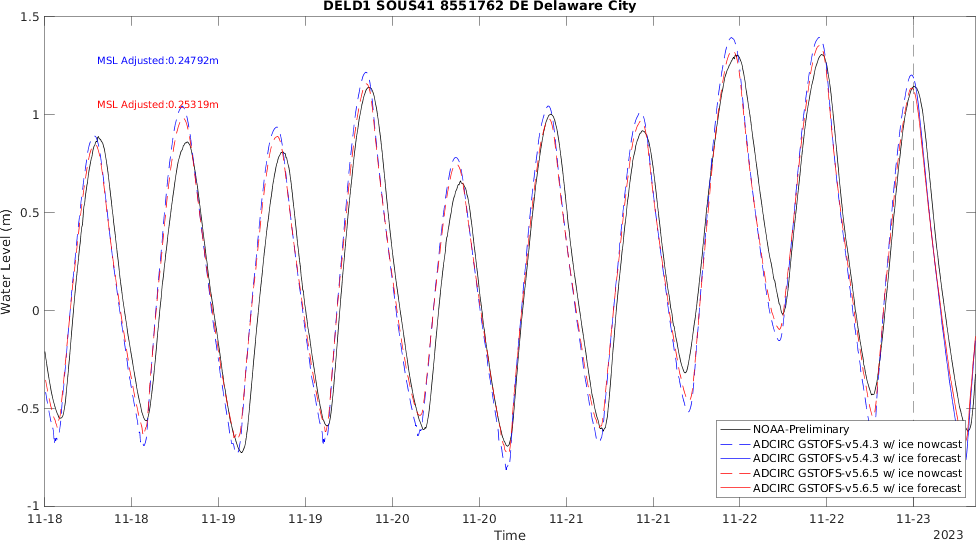 DELD1 SOUS41 8551762 DE Delaware City
1.5
1
0.5
0
-0.5
-1
Water Level (m)
MSL Adjusted:0.24792m
MSL Adjusted:0.25319m
NOAA-Preliminary
ADCIRC GSTOFS-v5.4.3 w/ ice nowcast
ADCIRC GSTOFS-v5.4.3 w/ ice forecast
ADCIRC GSTOFS-v5.6.5 w/ ice nowcast
ADCIRC GSTOFS-v5.6.5 w/ ice forecast
11-18 11-18 11-19 11-19 11-20 11-20 11-21 11-21 11-22 11-22 11-23
Time
2023